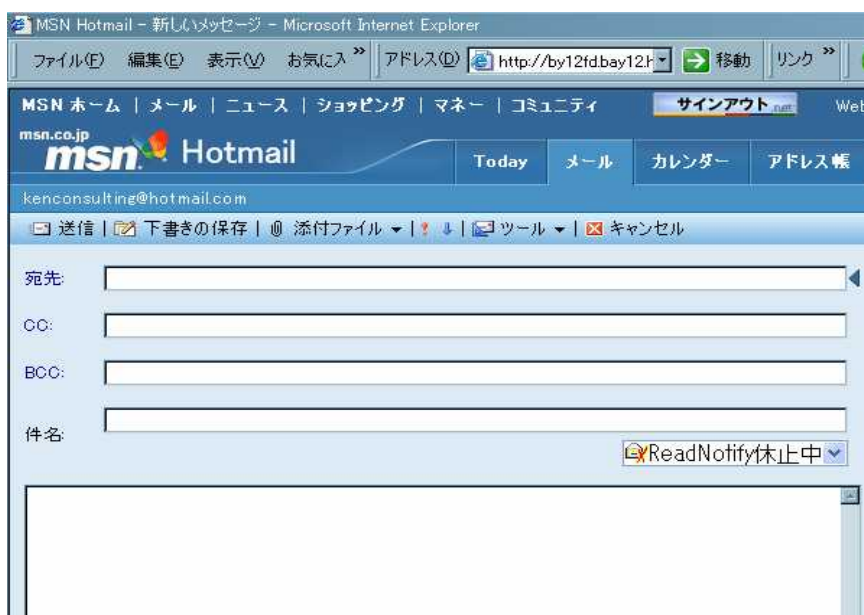 MSN Hotmail - 新しいメッセージ - Microsoft Internet Explorer
ファイル(F) 編集(E) 表示(V) お気に入 » アドレス(D) http://by12fd.bay12.h 移動 リンク »
MSN ホーム | メール | ニュース | ショッピング | マネー | コミュニティ サインアウト .net Web
msn.co.jp
msn Hotmail Today メール カレンダー アドレス帳
kenconsulting@hotmail.com
送信 | 下書きの保存 | 添付ファイル | ツール | キャンセル
宛先:
CC:
BCC:
件名:
ReadNotify休止中